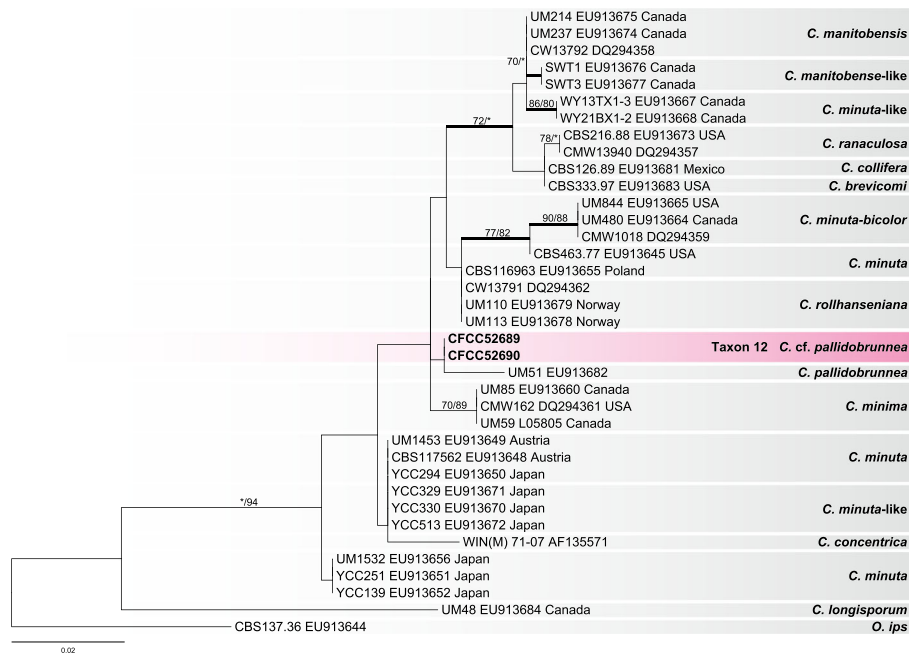 UM214 EU913675 Canada
UM237 EU913674 Canada
C. manitobensis
CW13792 DQ294358
70/*
SWT1 EU913676 Canada
C. manitobense-like
SWT3 EU913677 Canada
86/80
WY13TX1-3 EU913667 Canada
C. minuta-like
WY21BX1-2 EU913668 Canada
72/*
78/*
CBS216.88 EU913673 USA
C. ranaculosa
CMW13940 DQ294357
CBS126.89 EU913681 Mexico
C. collifera
CBS333.97 EU913683 USA
C. brevicomi
UM844 EU913665 USA
90/88
UM480 EU913664 Canada
C. minuta-bicolor
77/82
CMW1018 DQ294359
CBS463.77 EU913645 USA
C. minuta
CBS116963 EU913655 Poland
CW13791 DQ294362
UM110 EU913679 Norway
C. rollhanseniana
UM113 EU913678 Norway
CFCC52689
Taxon 12 C. cf. pallidobrunnea
CFCC52690
UM51 EU913682
C. pallidobrunnea
UM85 EU913660 Canada
70/89
CMW162 DQ294361 USA
C. minima
UM59 L05805 Canada
UM1453 EU913649 Austria
CBS117562 EU913648 Austria
C. minuta
YCC294 EU913650 Japan
YCC329 EU913671 Japan
*/94
YCC330 EU913670 Japan
C. minuta-like
YCC513 EU913672 Japan
WIN(M) 71-07 AF135571
C. concentrica
UM1532 EU913656 Japan
YCC251 EU913651 Japan
C. minuta
YCC139 EU913652 Japan
UM48 EU913684 Canada
C. longisporum
CBS137.36 EU913644
O. ips
0.02